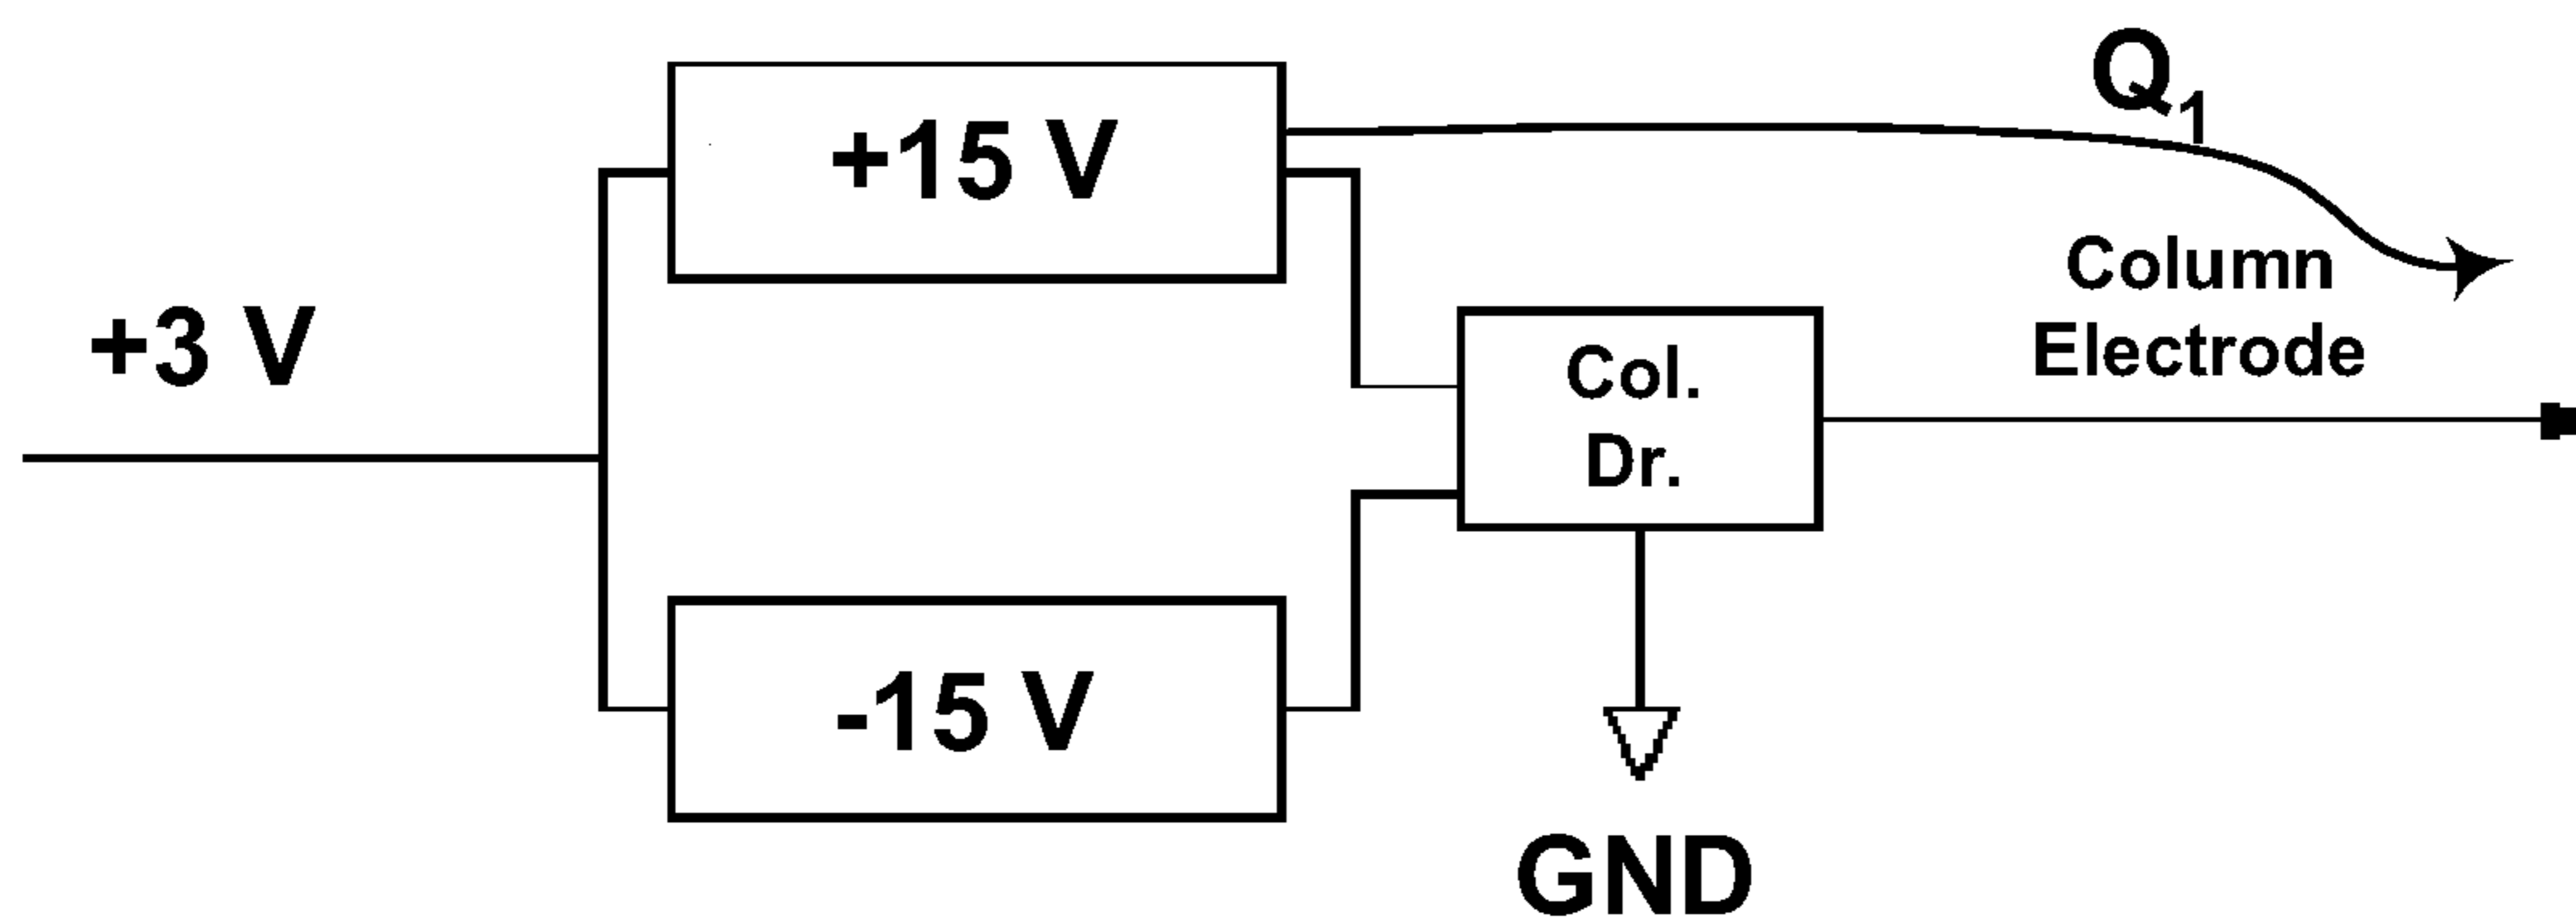 Q1
+15 V
Column
Electrode
+3 V
Col.
Dr.
-15 V
GND